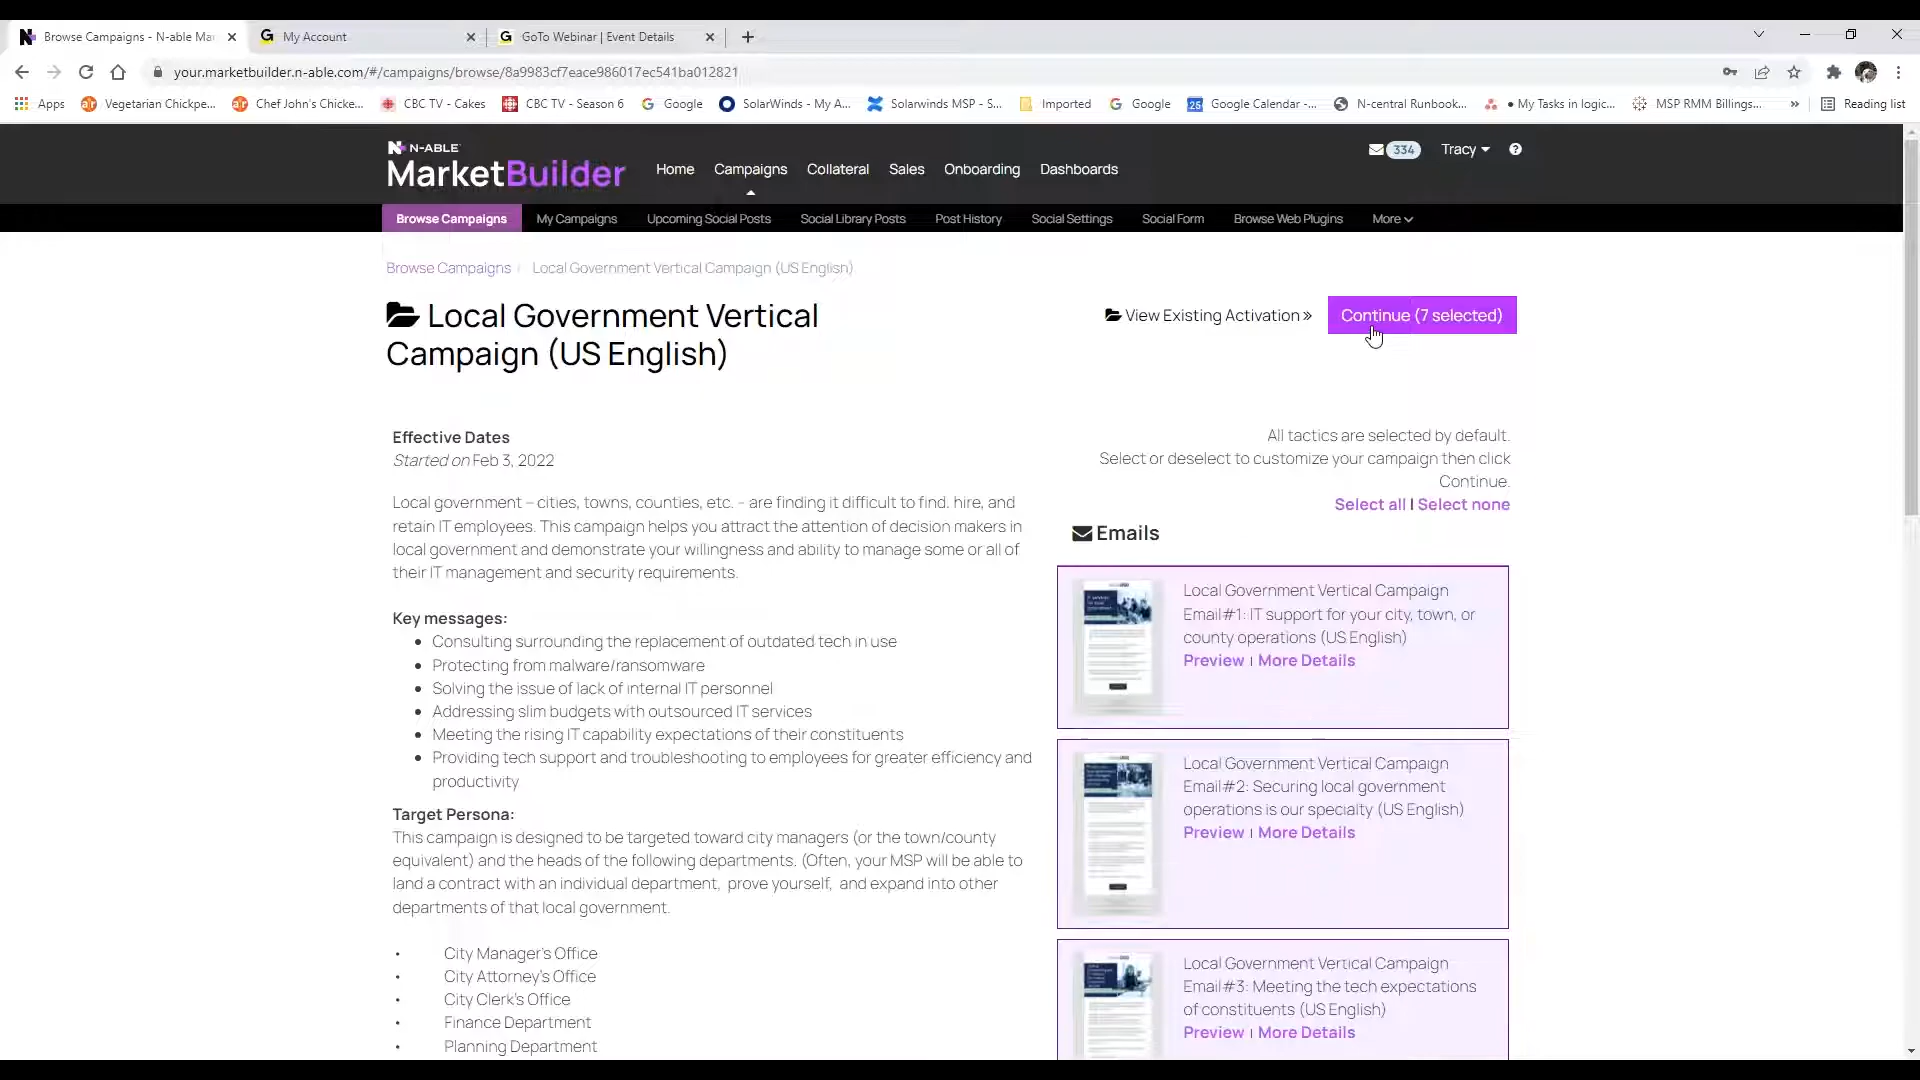 Browse Campaigns - N-able Ma
My Account
GoTo Webinar | Event Details
your.marketbuilder.n-able.com/#/campaigns/browse/8a9983cf7eace986017ec541ba012821
Apps
Vegetarian Chickpe...
Chef John's Chicke...
CBC TV - Cakes
CBC TV - Season 6
Google
SolarWinds - My A...
Solarwinds MSP - S...
Imported
Google
Google Calendar -...
N-central Runbook...
• My Tasks in logic...
MSP RMM Billings...
»
Reading list
N-ABLE
MarketBuilder
Home
Campaigns
Collateral
Sales
Onboarding
Dashboards
334
Tracy
Browse Campaigns
My Campaigns
Upcoming Social Posts
Social Library Posts
Post History
Social Settings
Social Form
Browse Web Plugins
More
Browse Campaigns / Local Government Vertical Campaign (US English)
Local Government Vertical
Campaign (US English)
View Existing Activation »
Continue (7 selected)
Effective Dates
Started on Feb 3, 2022
Local government – cities, towns, counties, etc. - are finding it difficult to find. hire, and
retain IT employees. This campaign helps you attract the attention of decision makers in
local government and demonstrate your willingness and ability to manage some or all of
their IT management and security requirements.
Key messages:
• Consulting surrounding the replacement of outdated tech in use
• Protecting from malware/ransomware
• Solving the issue of lack of internal IT personnel
• Addressing slim budgets with outsourced IT services
• Meeting the rising IT capability expectations of their constituents
• Providing tech support and troubleshooting to employees for greater efficiency and
productivity
Target Persona:
This campaign is designed to be targeted toward city managers (or the town/county
equivalent) and the heads of the following departments. (Often, your MSP will be able to
land a contract with an individual department, prove yourself, and expand into other
departments of that local government.
• City Manager's Office
• City Attorney's Office
• City Clerk's Office
• Finance Department
• Planning Department
All tactics are selected by default.
Select or deselect to customize your campaign then click
Continue.
Select all | Select none
Emails
Local Government Vertical Campaign
Email#1: IT support for your city, town, or
county operations (US English)
Preview | More Details
Local Government Vertical Campaign
Email#2: Securing local government
operations is our specialty (US English)
Preview | More Details
Local Government Vertical Campaign
Email#3: Meeting the tech expectations
of constituents (US English)
Preview | More Details